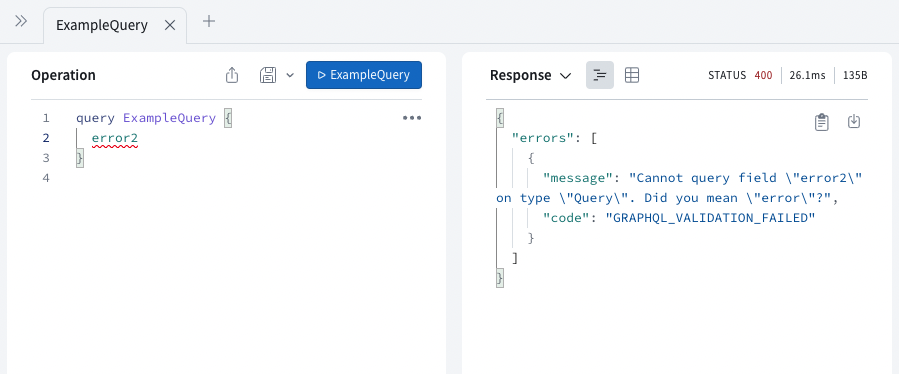 ExampleQuery
Operation
ExampleQuery
1 query ExampleQuery {
2 error2
3 }
4
Response
STATUS 400 26.1ms 135B
{
"errors": [
{
"message": "Cannot query field \"error2\"
on type \"Query\". Did you mean \"error\"?",
"code": "GRAPHQL_VALIDATION_FAILED"
}
]
}